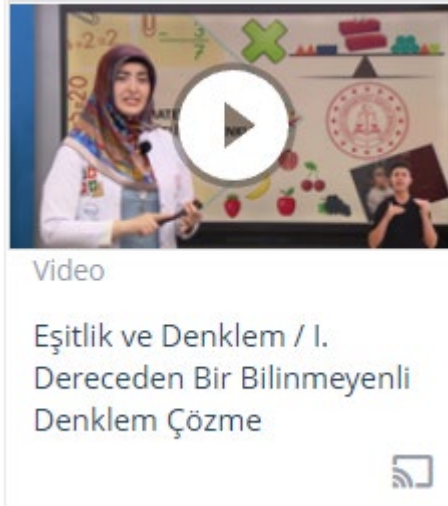 Video
Eşitlik ve Denklem / I.
Dereceden Bir Bilinmeyenli
Denklem Çözme